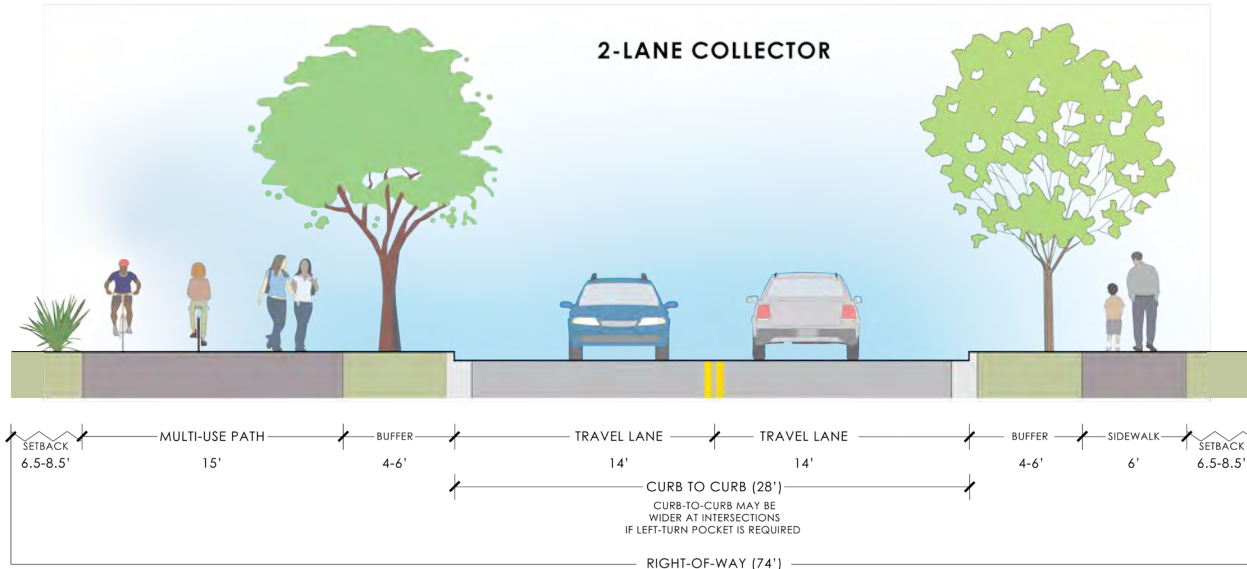 2-LANE COLLECTOR
SETBACK
MULTI-USE PATH
BUFFER
TRAVEL LANE
TRAVEL LANE
BUFFER
SIDEWALK
SETBACK
6.5-8.5'
15'
4-6'
14'
14'
4-6'
6'
6.5-8.5'
CURB TO CURB (28')
CURB-TO-CURB MAY BE
WIDER AT INTERSECTIONS
IF LEFT-TURN POCKET IS REQUIRED
RIGHT-OF-WAY (74')